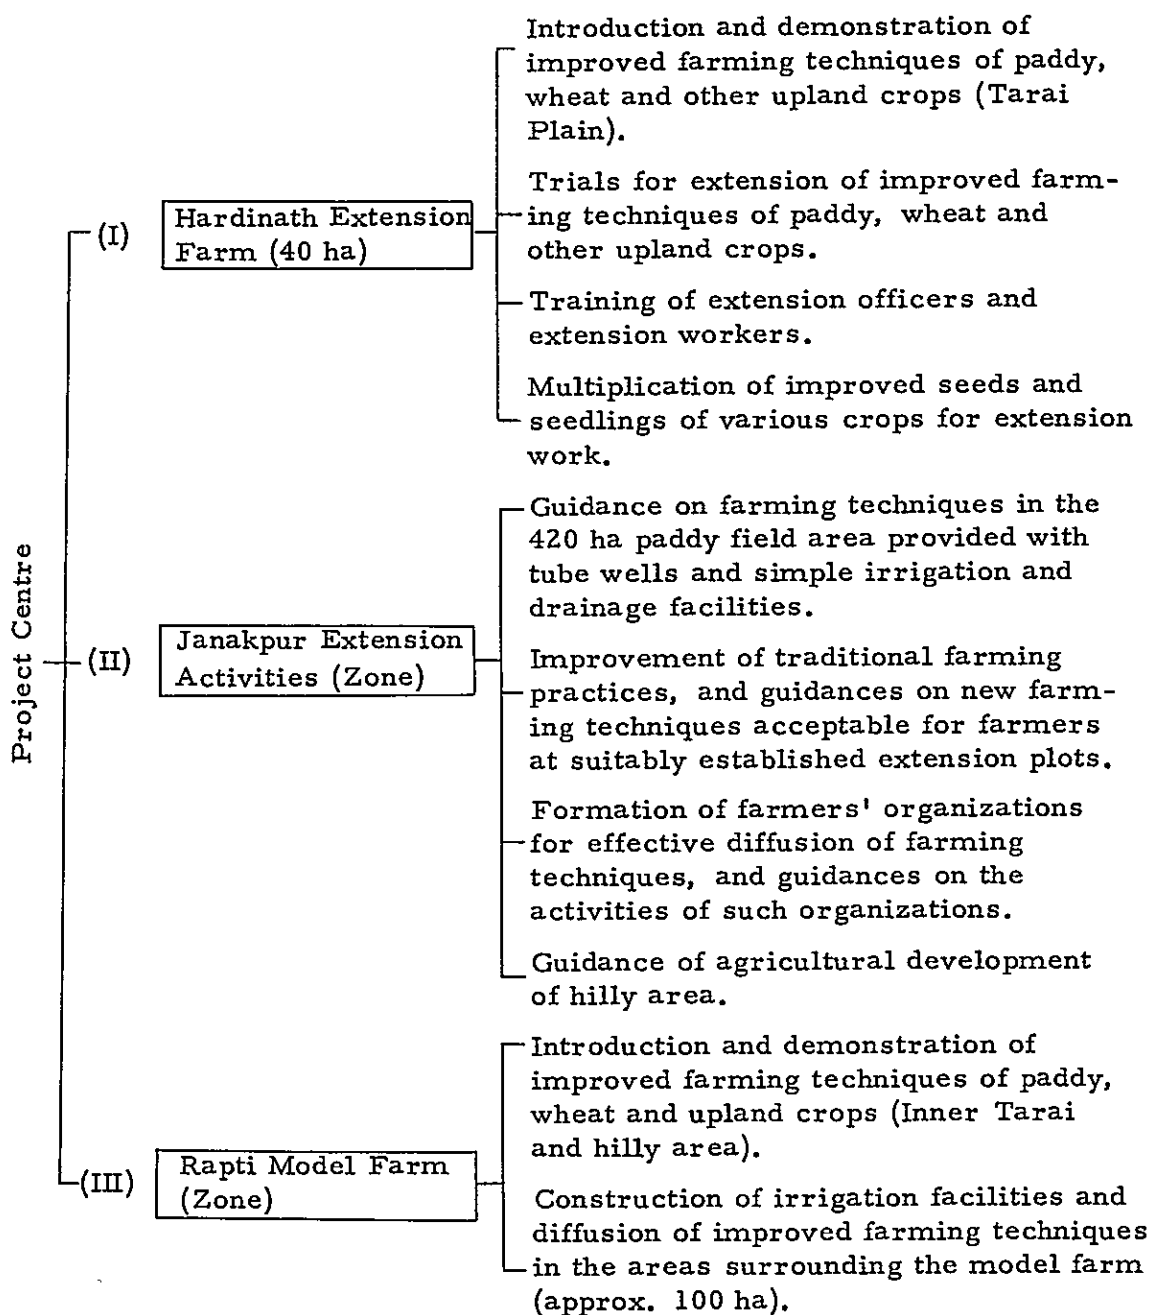 Project Centre
(I)
Hardinath Extension
Farm (40 ha)
Introduction and demonstration of
improved farming techniques of paddy,
wheat and other upland crops (Tarai
Plain).
Trials for extension of improved farm-
ing techniques of paddy, wheat and
other upland crops.
Training of extension officers and
extension workers.
Multiplication of improved seeds and
seedlings of various crops for extension
work.
(II)
Janakpur Extension
Activities (Zone)
Guidance on farming techniques in the
420 ha paddy field area provided with
tube wells and simple irrigation and
drainage facilities.
Improvement of traditional farming
practices, and guidances on new farm-
ing techniques acceptable for farmers
at suitably established extension plots.
Formation of farmers' organizations
for effective diffusion of farming
techniques, and guidances on the
activities of such organizations.
Guidance of agricultural development
of hilly area.
(III)
Rapti Model Farm
(Zone)
Introduction and demonstration of
improved farming techniques of paddy,
wheat and upland crops (Inner Tarai
and hilly area).
Construction of irrigation facilities and
diffusion of improved farming techniques
in the areas surrounding the model farm
(approx. 100 ha).